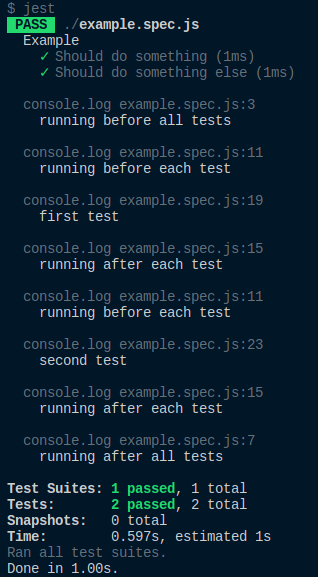 $ jest
PASS ./example.spec.js
Example
✓ Should do something (1ms)
✓ Should do something else (1ms)
console.log example.spec.js:3
running before all tests
console.log example.spec.js:11
running before each test
console.log example.spec.js:19
first test
console.log example.spec.js:15
running after each test
console.log example.spec.js:11
running before each test
console.log example.spec.js:23
second test
console.log example.spec.js:15
running after each test
console.log example.spec.js:7
running after all tests
Test Suites: 1 passed, 1 total
Tests: 2 passed, 2 total
Snapshots: 0 total
Time: 0.597s, estimated 1s
Ran all test suites.
Done in 1.00s.